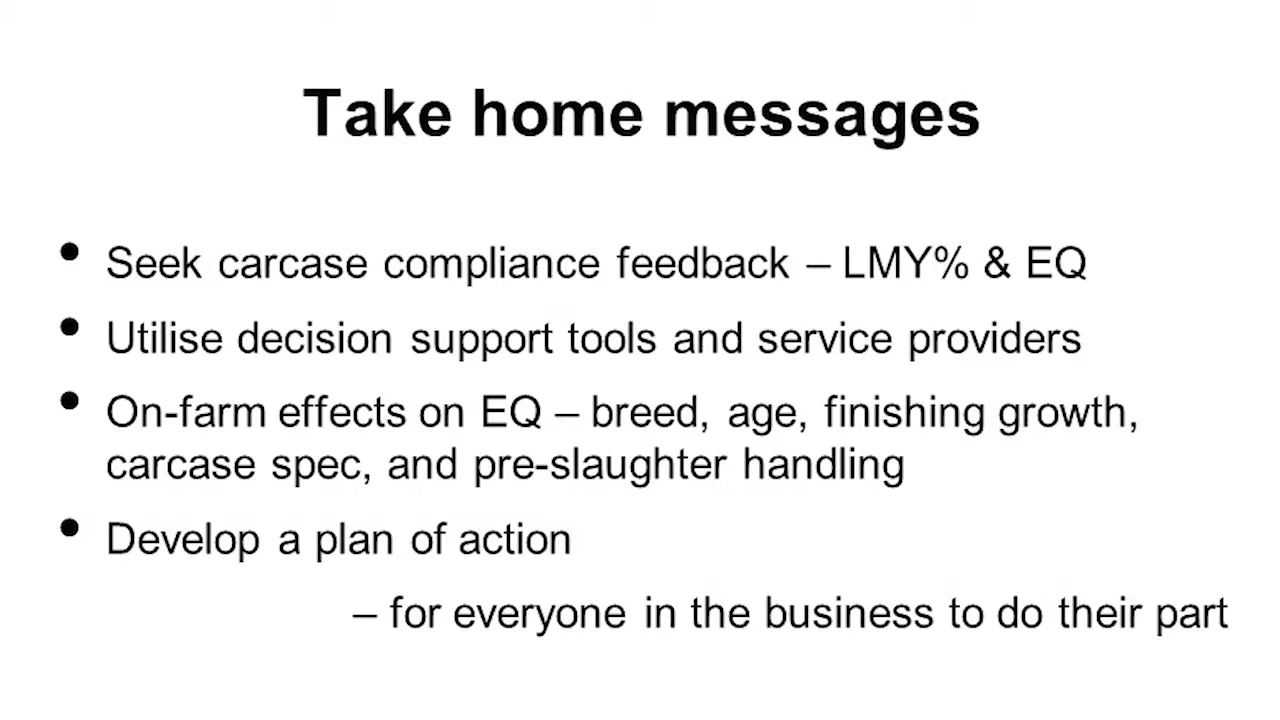 Take home messages
• Seek carcase compliance feedback – LMY% & EQ
• Utilise decision support tools and service providers
• On-farm effects on EQ – breed, age, finishing growth,
carcase spec, and pre-slaughter handling
• Develop a plan of action
– for everyone in the business to do their part